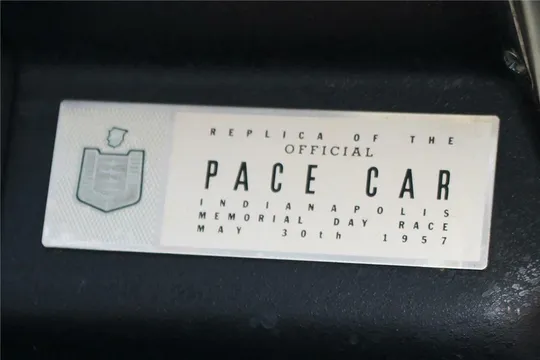 REPLICA OF THE
OFFICIAL
PACE CAR
INDIANAPOLIS
MEMORIAL DAY RACE
MAY 30th 1957